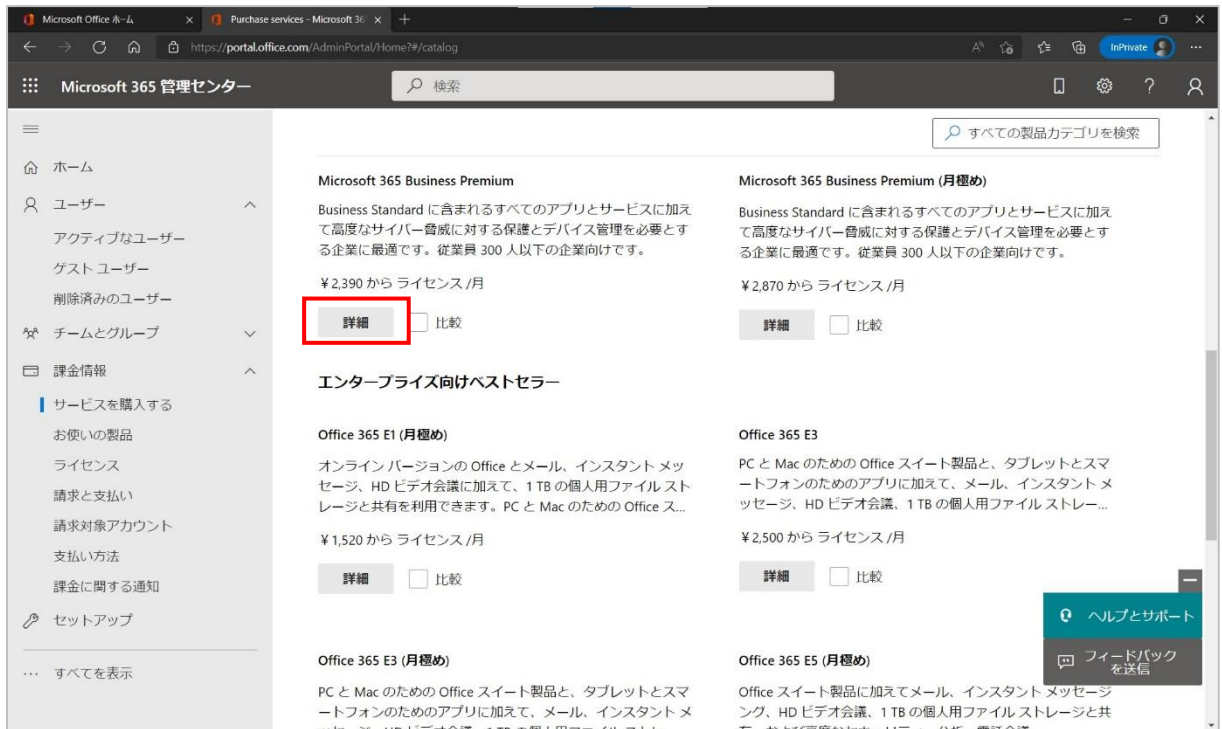 Microsoft Office ホーム
Purchase services - Microsoft 36
https://portal.office.com/AdminPortal/Home?#/catalog
InPrivate
Microsoft 365 管理センター
検索
すべての製品カテゴリを検索
ホーム
ユーザー
アクティブなユーザー
ゲスト ユーザー
削除済みのユーザー
チームとグループ
課金情報
サービスを購入する
お使いの製品
ライセンス
請求と支払い
請求対象アカウント
支払い方法
課金に関する通知
セットアップ
すべてを表示
Microsoft 365 Business Premium
Business Standard に含まれるすべてのアプリとサービスに加え
て高度なサイバー脅威に対する保護とデバイス管理を必要とす
る企業に最適です。従業員 300 人以下の企業向けです。
¥2,390 から ライセンス /月
詳細
比較
Microsoft 365 Business Premium (月極め)
Business Standard に含まれるすべてのアプリとサービスに加え
て高度なサイバー脅威に対する保護とデバイス管理を必要とす
る企業に最適です。従業員 300 人以下の企業向けです。
¥2,870 から ライセンス /月
詳細
比較
エンタープライズ向けベストセラー
Office 365 E1 (月極め)
オンライン バージョンの Office とメール、インスタント メッ
セージ、HD ビデオ会議に加えて、1 TB の個人用ファイル スト
レージと共有を利用できます。PC と Mac のための Office ス...
¥1,520 から ライセンス /月
詳細
比較
Office 365 E3
PC と Mac のための Office スイート製品と、タブレットとスマ
ートフォンのためのアプリに加えて、メール、インスタント メ
ッセージ、HD ビデオ会議、1 TB の個人用ファイル ストレー...
¥2,500 から ライセンス /月
詳細
比較
ヘルプとサポート
フィードバック
を送信
Office 365 E3 (月極め)
PC と Mac のための Office スイート製品と、タブレットとスマ
ートフォンのためのアプリに加えて、メール、インスタント メ
Office 365 E5 (月極め)
Office スイート製品に加えてメール、インスタント メッセージ
ング、HD ビデオ会議、1 TB の個人用ファイル ストレージと共